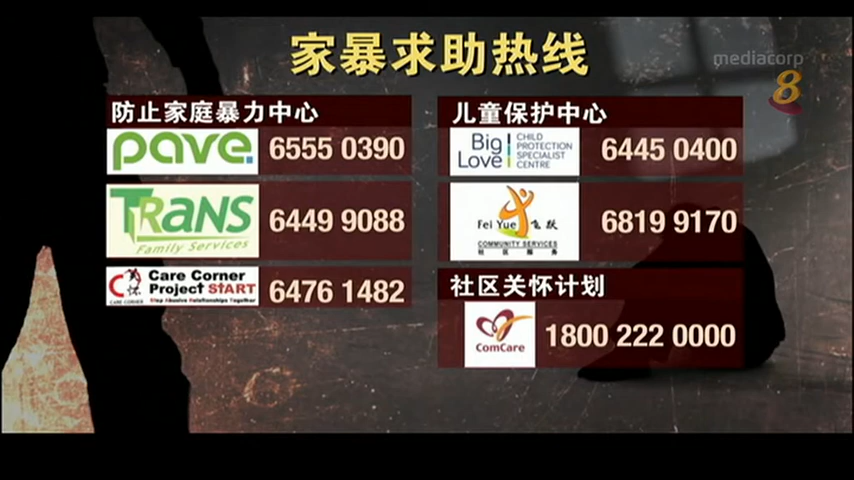 家暴求助热线
mediacorp
8
防止家庭暴力中心
pave
6555 0390
TRANS
Family Services
6449 9088
CARE CORNER
Care Corner
Project StART
Stop Abusive Relationships Together
6476 1482
儿童保护中心
Big
Love
CHILD
PROTECTION
SPECIALIST
CENTRE
6445 0400
Fei Yue 飞跃
COMMUNITY SERVICES
社区服务
6819 9170
社区关怀计划
ComCare
1800 222 0000